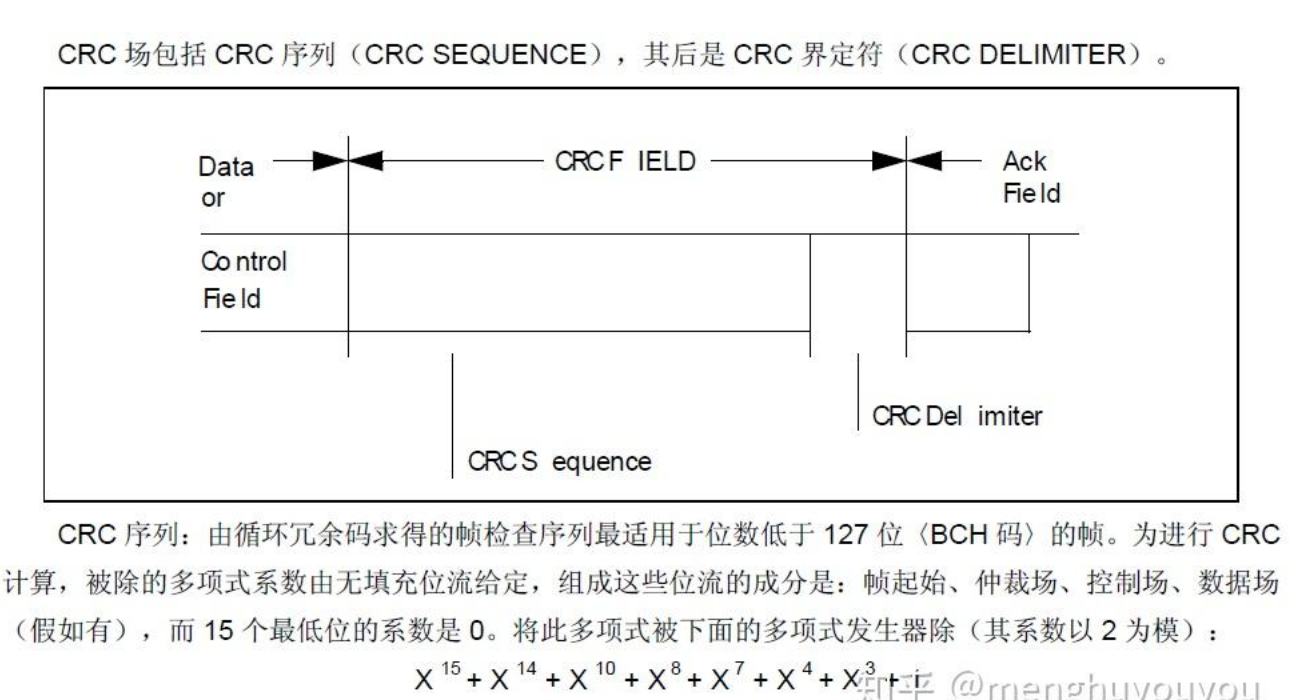 CRC 场包括 CRC 序列（CRC SEQUENCE），其后是 CRC 界定符（CRC DELIMITER）。
Data
or
CRC F IELD
Ack
Field
Control
Field
CRC Del imiter
CRC S equence
CRC 序列：由循环冗余码求得的帧检查序列最适用于位数低于 127 位〈BCH 码〉的帧。为进行 CRC
计算，被除的多项式系数由无填充位流给定，组成这些位流的成分是：帧起始、仲裁场、控制场、数据场
（假如有），而 15 个最低位的系数是 0。将此多项式被下面的多项式发生器除（其系数以 2 为模）：
X 15 + X 14 + X 10 + X 8 + X 7 + X 4 + X 3 +
知乎 @menghuyouyou